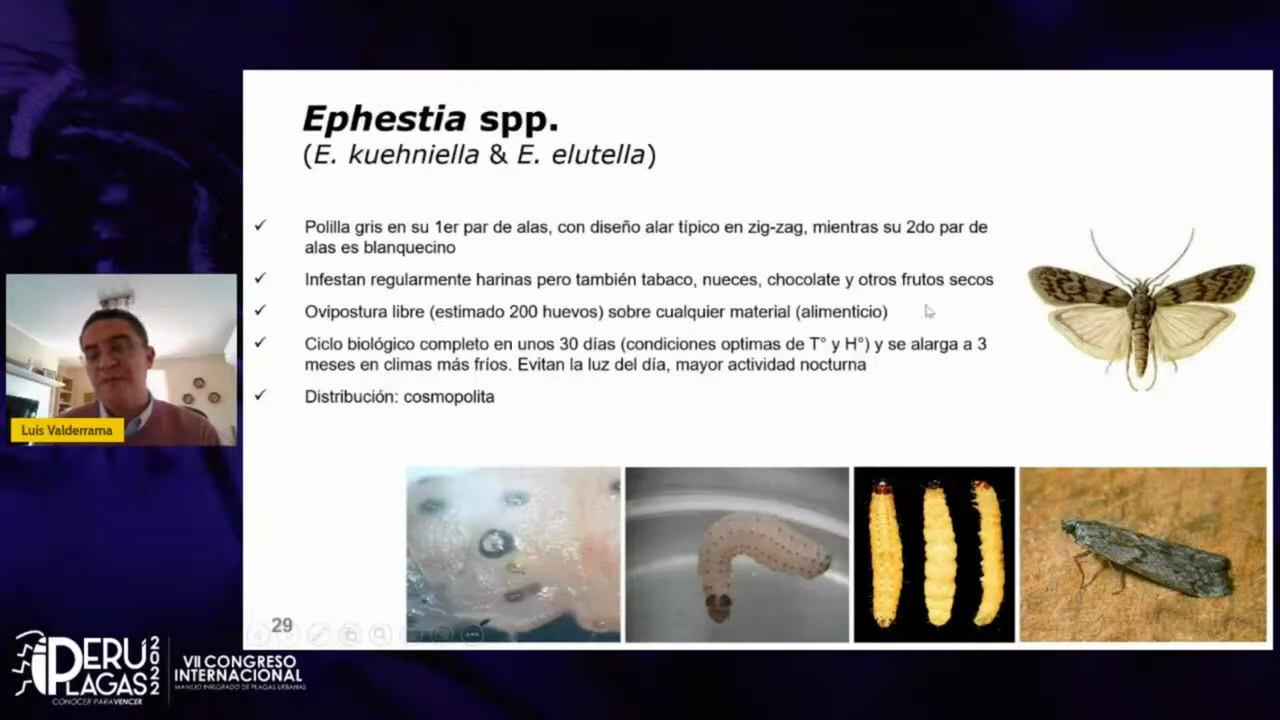 Ephestia spp.
(E. kuehniella & E. elutella)
✓ Polilla gris en su 1er par de alas, con diseño alar típico en zig-zag, mientras su 2do par de
alas es blanquecino
✓ Infestan regularmente harinas pero también tabaco, nueces, chocolate y otros frutos secos
✓ Ovipostura libre (estimado 200 huevos) sobre cualquier material (alimenticio)
✓ Ciclo biológico completo en unos 30 días (condiciones optimas de T° y H°) y se alarga a 3
meses en climas más fríos. Evitan la luz del día, mayor actividad nocturna
✓ Distribución: cosmopolita
Luis Valderrama
29
PERÚ
PLAGAS
2022
CONOCER PARA VENCER
VII CONGRESO
INTERNACIONAL
MANEJO INTEGRADO DE PLAGAS URBANAS